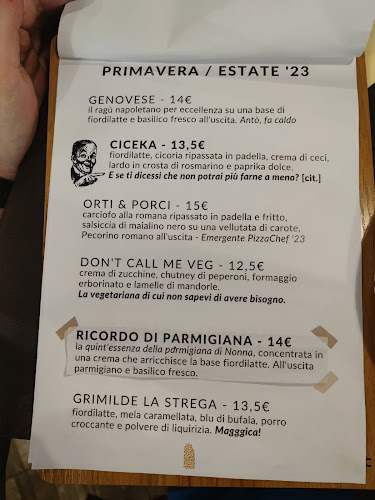 PRIMAVERA / ESTATE '23
GENOVESE - 14€
Il ragù napoletano per eccellenza su una base di
fiordilatte e basilico fresco all'uscita. Antò, fa caldo
CICEKA - 13,5€
fiordilatte, cicoria ripassata in padella, crema di ceci,
lardo in crosta di rosmarino e paprika dolce.
E se ti dicessi che non potrai più farne a meno? [cit.]
ORTI & PORCI - 15€
carciofo alla romana ripassato in padella e fritto,
salsiccia di maialino nero su una vellutata di carote.
Pecorino romano all'uscita - Emergente PizzaChef '23
DON'T CALL ME VEG - 12,5€
crema di zucchine, chutney di peperoni, formaggio
erborinato e lamelle di mandorle.
La vegetariana di cui non sapevi di avere bisogno.
RICORDO DI PARMIGIANA - 14€
la quint'essenza della parmigiana di Nonna, concentrata in
una crema che arricchisce la base fiordilatte. All'uscita
parmigiano e basilico fresco.
GRIMILDE LA STREGA - 13,5€
fiordilatte, mela caramellata, blu di bufala, porro
croccante e polvere di liquirizia. Magggica!